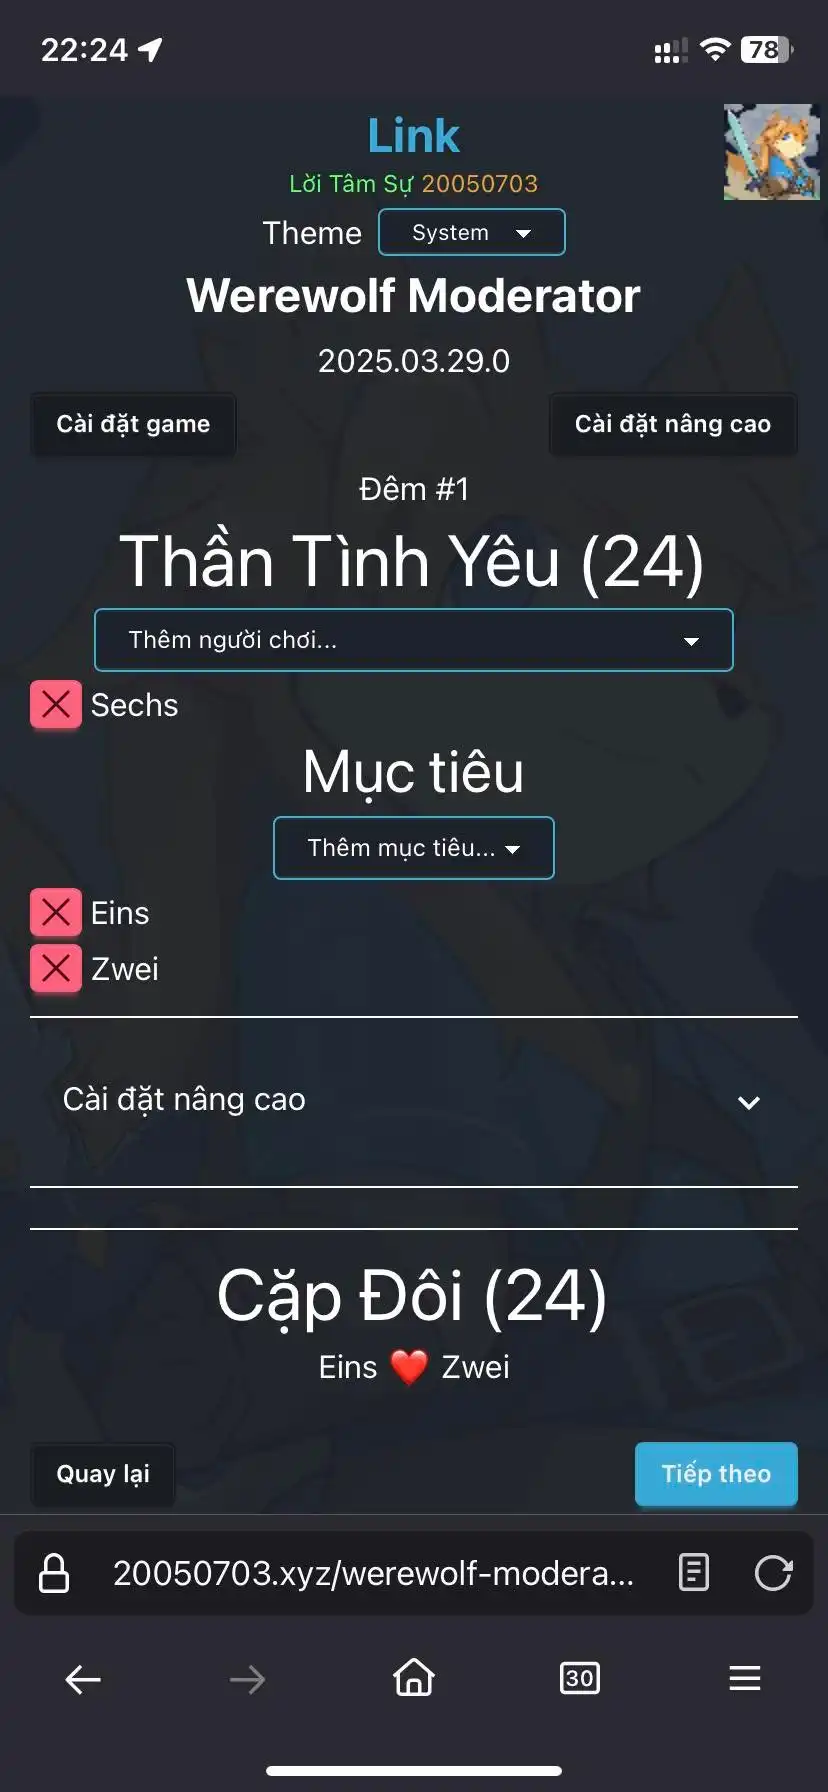 22:24
78
Link
Lời Tâm Sự 20050703
Theme System
Werewolf Moderator
2025.03.29.0
Cài đặt game Cài đặt nâng cao
Đêm #1
Thần Tình Yêu (24)
Thêm người chơi...
Sechs
Mục tiêu
Thêm mục tiêu...
Eins
Zwei
Cài đặt nâng cao
Cặp Đôi (24)
Eins ❤️ Zwei
Quay lại Tiếp theo
20050703.xyz/werewolf-modera...
30